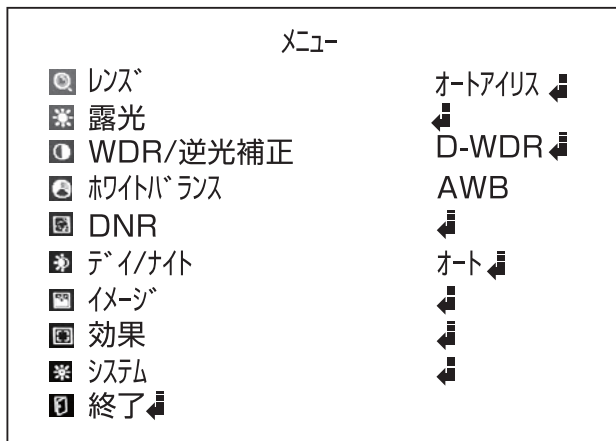 メニュー
レンズ オートアイリス
露光
WDR/逆光補正 D-WDR
ホワイトバランス AWB
DNR
デイ/ナイト オート
イメージ
効果
システム
終了